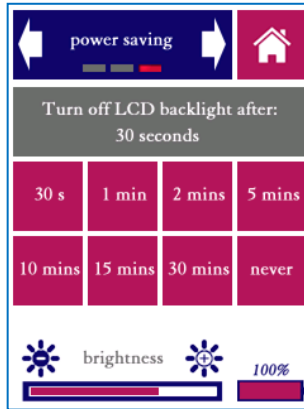 power saving
Turn off LCD backlight after:
30 seconds
30 s 1 min 2 mins 5 mins
10 mins 15 mins 30 mins never
brightness
100%